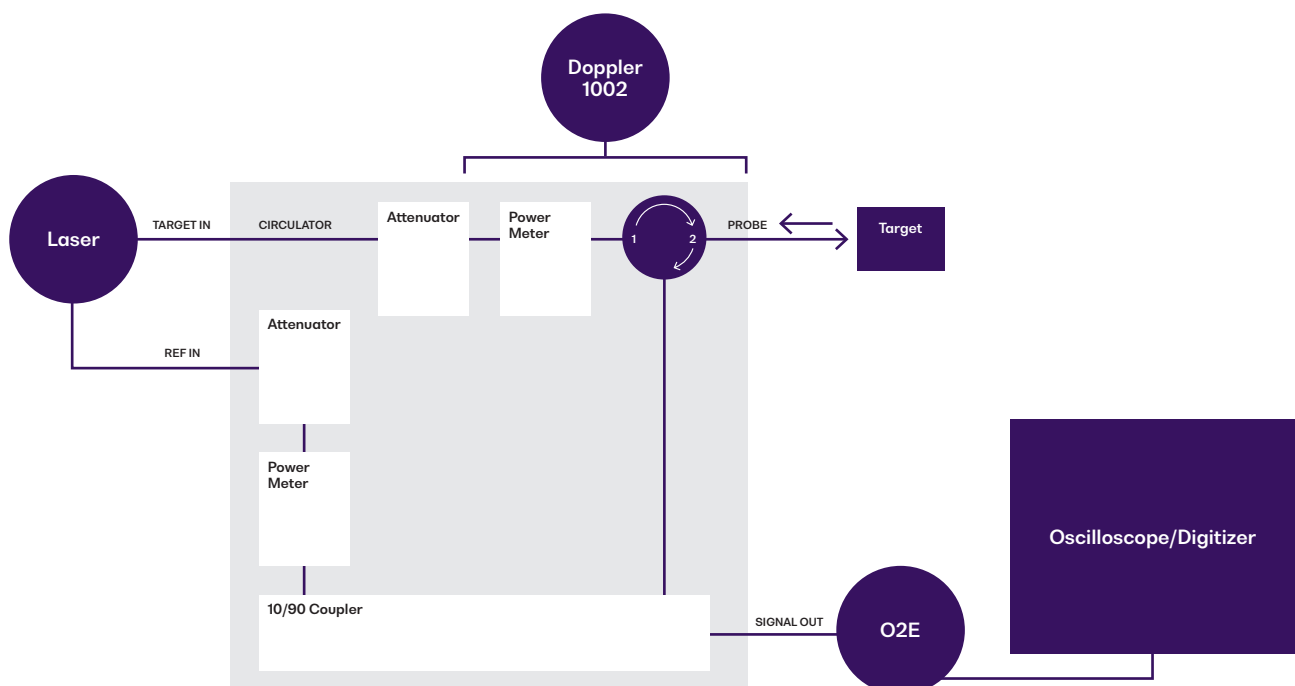 Doppler
1002
Laser
TARGET IN
CIRCULATOR
Attenuator
Power
Meter
1
2
PROBE
Target
Attenuator
REF IN
Power
Meter
10/90 Coupler
SIGNAL OUT
O2E
Oscilloscope/Digitizer